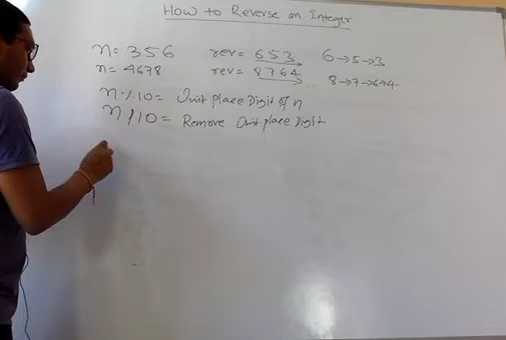 How to Reverse an Integer
n = 356 rev = 653 6→5→3
n = 4678 rev = 8764 ... 8→7→6→4
n % 10 = Unit place Digit of n
n / 10 = Remove Unit place Digit